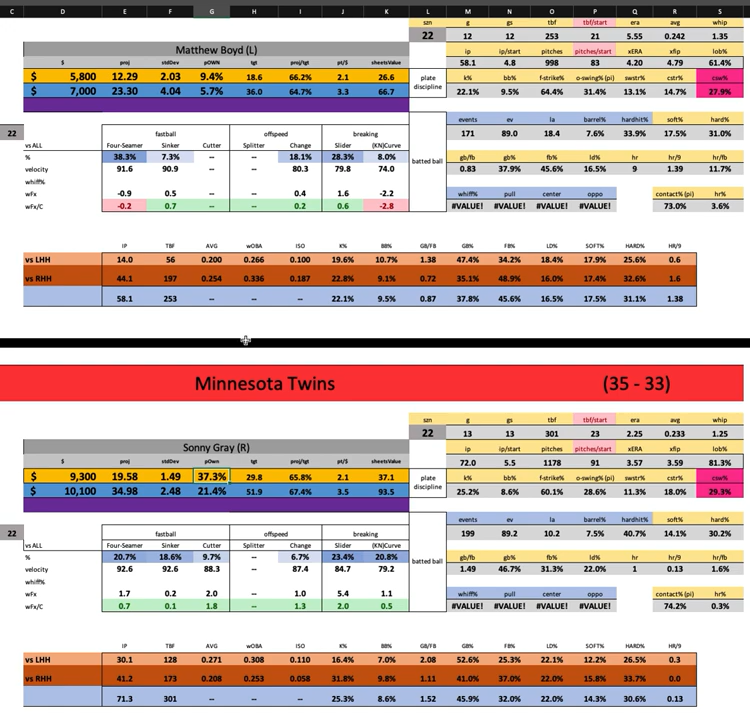 C D E F G H I J K L M N O P Q R S
szn g gs tbf tbf/start era avg whip
22 12 12 253 21 5.55 0.242 1.35
Matthew Boyd (L)
ip ip/start pitches pitches/start xERA xfip lob%
58.1 4.8 998 83 4.20 4.79 61.4%
$ proj stdDev pOWN tgt proj/tgt pt/$ sheetsValue
$ 5,800 12.29 2.03 9.4% 18.6 66.2% 2.1 26.6
$ 7,000 23.30 4.04 5.7% 36.0 64.7% 3.3 66.7
plate discipline
k% bb% f-strike% o-swing% (pi) swstr% cstr% csw%
22.1% 9.5% 64.4% 31.4% 13.1% 14.7% 27.9%
events ev la barrel% hardhit% soft% hard%
171 89.0 18.4 7.6% 33.9% 17.5% 31.0%
22 fastball offspeed breaking
vs ALL Four-Seamer Sinker Cutter Splitter Change Slider (KN)Curve
% 38.3% 7.3% -- -- 18.1% 28.3% 8.0%
batted ball
gb/fb gb% fb% ld% hr hr/9 hr/fb
0.83 37.9% 45.6% 16.5% 9 1.39 11.7%
velocity 91.6 90.9 80.3 79.8 74.0
whiff%
wFx -0.9 0.5 0.4 1.6 -2.2
wFx/C -0.2 0.7 0.2 0.6 -2.8
whiff% pull center oppo contact% (pi) hr%
#VALUE! #VALUE! #VALUE! #VALUE! 73.0% 3.6%
IP TBF AVG wOBA ISO K% BB% GB/FB GB% FB% LD% SOFT% HARD% HR/9
vs LHH 14.0 56 0.200 0.266 0.100 19.6% 10.7% 1.38 47.4% 34.2% 18.4% 17.9% 25.6% 0.6
vs RHH 44.1 197 0.254 0.336 0.187 22.8% 9.1% 0.72 35.1% 48.9% 16.0% 17.4% 32.6% 1.6
58.1 253 -- -- 22.1% 9.5% 0.87 37.8% 45.6% 16.5% 17.5% 31.1% 1.38
Minnesota Twins (35 - 33)
szn g gs tbf tbf/start era avg whip
22 13 13 301 23 2.25 0.233 1.25
Sonny Gray (R)
ip ip/start pitches pitches/start xERA xfip lob%
72.0 5.5 1178 91 3.57 3.59 81.3%
$ proj stdDev pOwn tgt proj/tgt pt/$ sheetsValue
$ 9,300 19.58 1.49 37.3% 29.8 65.8% 2.1 37.1
$ 10,100 34.98 2.48 21.4% 51.9 67.4% 3.5 93.5
plate discipline
k% bb% f-strike% o-swing% (pi) swstr% cstr% csw%
25.2% 8.6% 60.1% 28.6% 11.3% 18.0% 29.3%
events ev la barrel% hardhit% soft% hard%
199 89.2 10.2 7.5% 40.7% 14.1% 30.2%
22 fastball offspeed breaking
vs ALL Four-Seamer Sinker Cutter Splitter Change Slider (KN)Curve
% 20.7% 18.6% 9.7% -- 6.7% 23.4% 20.8%
batted ball
gb/fb gb% fb% ld% hr hr/9 hr/fb
1.49 46.7% 31.3% 22.0% 1 0.13 1.6%
velocity 92.6 92.6 88.3 -- 87.4 84.7 79.2
whiff%
wFx 1.7 0.2 2.0 1.0 5.4 1.1
wFx/C 0.7 0.1 1.8 1.3 2.0 0.5
whiff% pull center oppo contact% (pi) hr%
#VALUE! #VALUE! #VALUE! #VALUE! 74.2% 0.3%
IP TBF AVG wOBA ISO K% BB% GB/FB GB% FB% LD% SOFT% HARD% HR/9
vs LHH 30.1 128 0.271 0.308 0.110 16.4% 7.0% 2.08 52.6% 25.3% 22.1% 12.2% 26.5% 0.3
vs RHH 41.2 173 0.208 0.253 0.058 31.8% 9.8% 1.11 41.0% 37.0% 22.0% 15.8% 33.7% 0.0
71.3 301 -- -- 25.3% 8.6% 1.52 45.9% 32.0% 22.0% 14.3% 30.6% 0.13